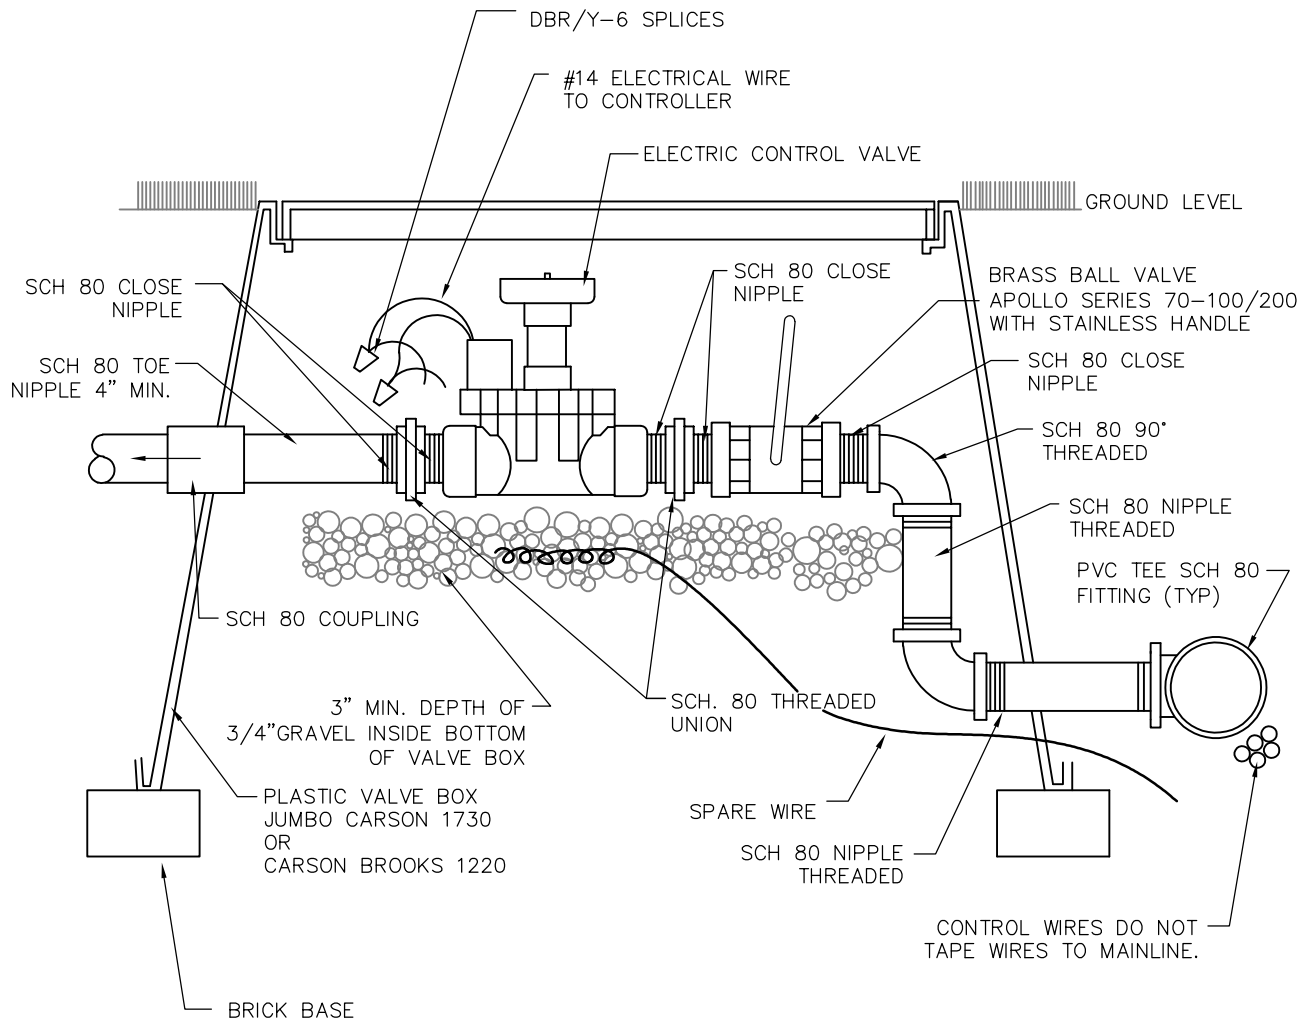 DBR/Y-6 SPLICES
#14 ELECTRICAL WIRE
TO CONTROLLER
ELECTRIC CONTROL VALVE
GROUND LEVEL
SCH 80 CLOSE
NIPPLE
SCH 80 CLOSE
NIPPLE
BRASS BALL VALVE
APOLLO SERIES 70-100/200
WITH STAINLESS HANDLE
SCH 80 TOE
NIPPLE 4" MIN.
SCH 80 CLOSE
NIPPLE
SCH 80 90°
THREADED
SCH 80 NIPPLE
THREADED
PVC TEE SCH 80
FITTING (TYP)
SCH 80 COUPLING
3" MIN. DEPTH OF
3/4"GRAVEL INSIDE BOTTOM
OF VALVE BOX
SCH. 80 THREADED
UNION
PLASTIC VALVE BOX
JUMBO CARSON 1730
OR
CARSON BROOKS 1220
SPARE WIRE
SCH 80 NIPPLE
THREADED
CONTROL WIRES DO NOT
TAPE WIRES TO MAINLINE.
BRICK BASE